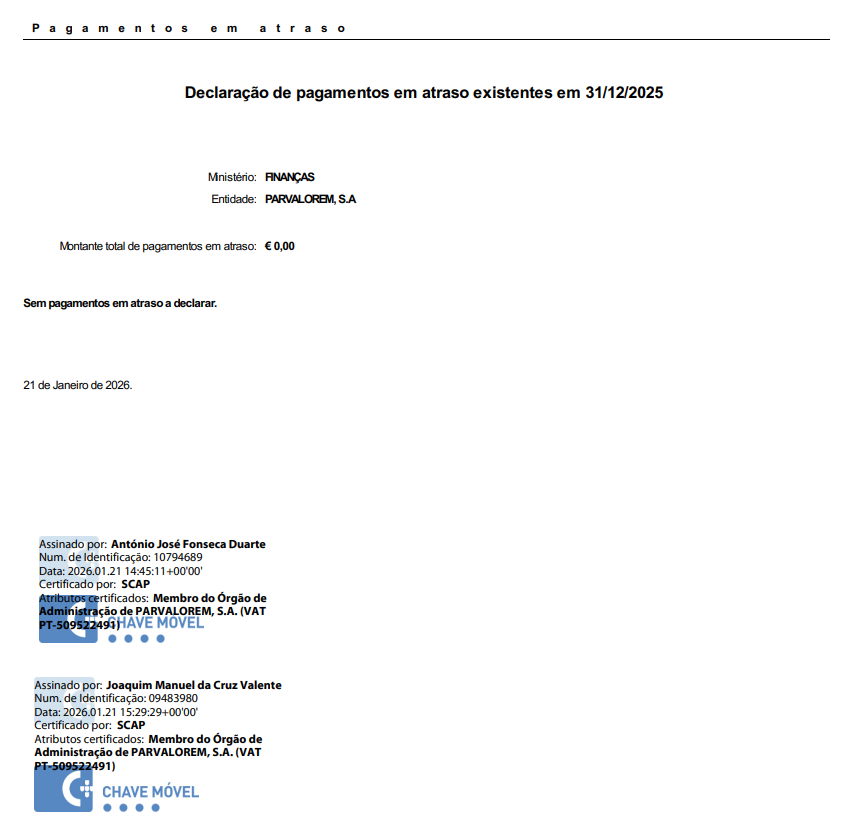 Pagamentos em atraso
Declaração de pagamentos em atraso existentes em 31/12/2025
Ministério: FINANÇAS
Entidade: PARVALOREM, S.A
Montante total de pagamentos em atraso: € 0,00
Sem pagamentos em atraso a declarar.
21 de Janeiro de 2026.
Assinado por: António José Fonseca Duarte
Num. de Identificação: 10794689
Data: 2026.01.21 14:45:11+00'00'
Certificado por: SCAP
Atributos certificados: Membro do Órgão de
Administração de PARVALOREM, S.A. (VAT
PT-509522491)
CHAVE MÓVEL
Assinado por: Joaquim Manuel da Cruz Valente
Num. de Identificação: 09483980
Data: 2026.01.21 15:29:29+00'00'
Certificado por: SCAP
Atributos certificados: Membro do Órgão de
Administração de PARVALOREM, S.A. (VAT
PT-509522491)
CHAVE MÓVEL